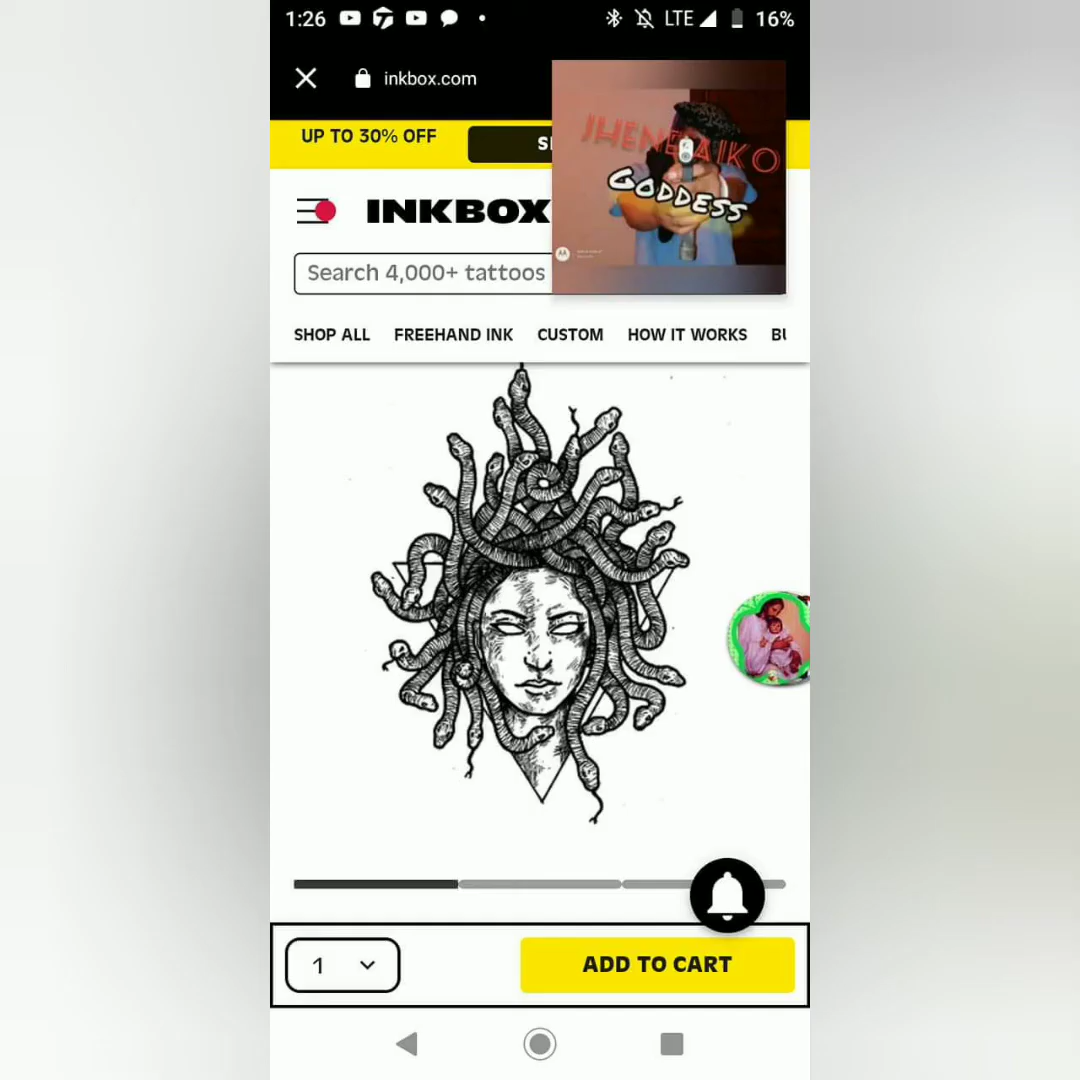 1:26
LTE
16%
inkbox.com
UP TO 30% OFF
JHENE AIKO
GODDESS
INKBOX
Search 4,000+ tattoos
SHOP ALL
FREEHAND INK
CUSTOM
HOW IT WORKS
1
ADD TO CART